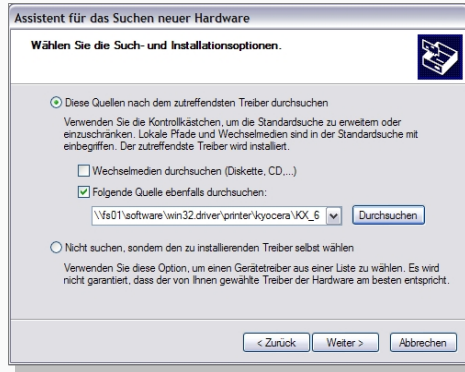 Assistent für das Suchen neuer Hardware
Wählen Sie die Such- und Installationsoptionen.
Diese Quellen nach dem zutreffendsten Treiber durchsuchen
Verwenden Sie die Kontrollkästchen, um die Standardsuche zu erweitern oder
einzuschränken. Lokale Pfade und Wechselmedien sind in der Standardsuche mit
einbegriffen. Der zutreffendste Treiber wird installiert.
Wechselmedien durchsuchen (Diskette, CD,...)
Folgende Quelle ebenfalls durchsuchen:
\\fs01\software\win32.driver\printer\kyocera\KX_6 Durchsuchen
Nicht suchen, sondern den zu installierenden Treiber selbst wählen
Verwenden Sie diese Option, um einen Gerätetreiber aus einer Liste zu wählen. Es wird
nicht garantiert, dass der von Ihnen gewählte Treiber der Hardware am besten entspricht.
< Zurück Weiter > Abbrechen